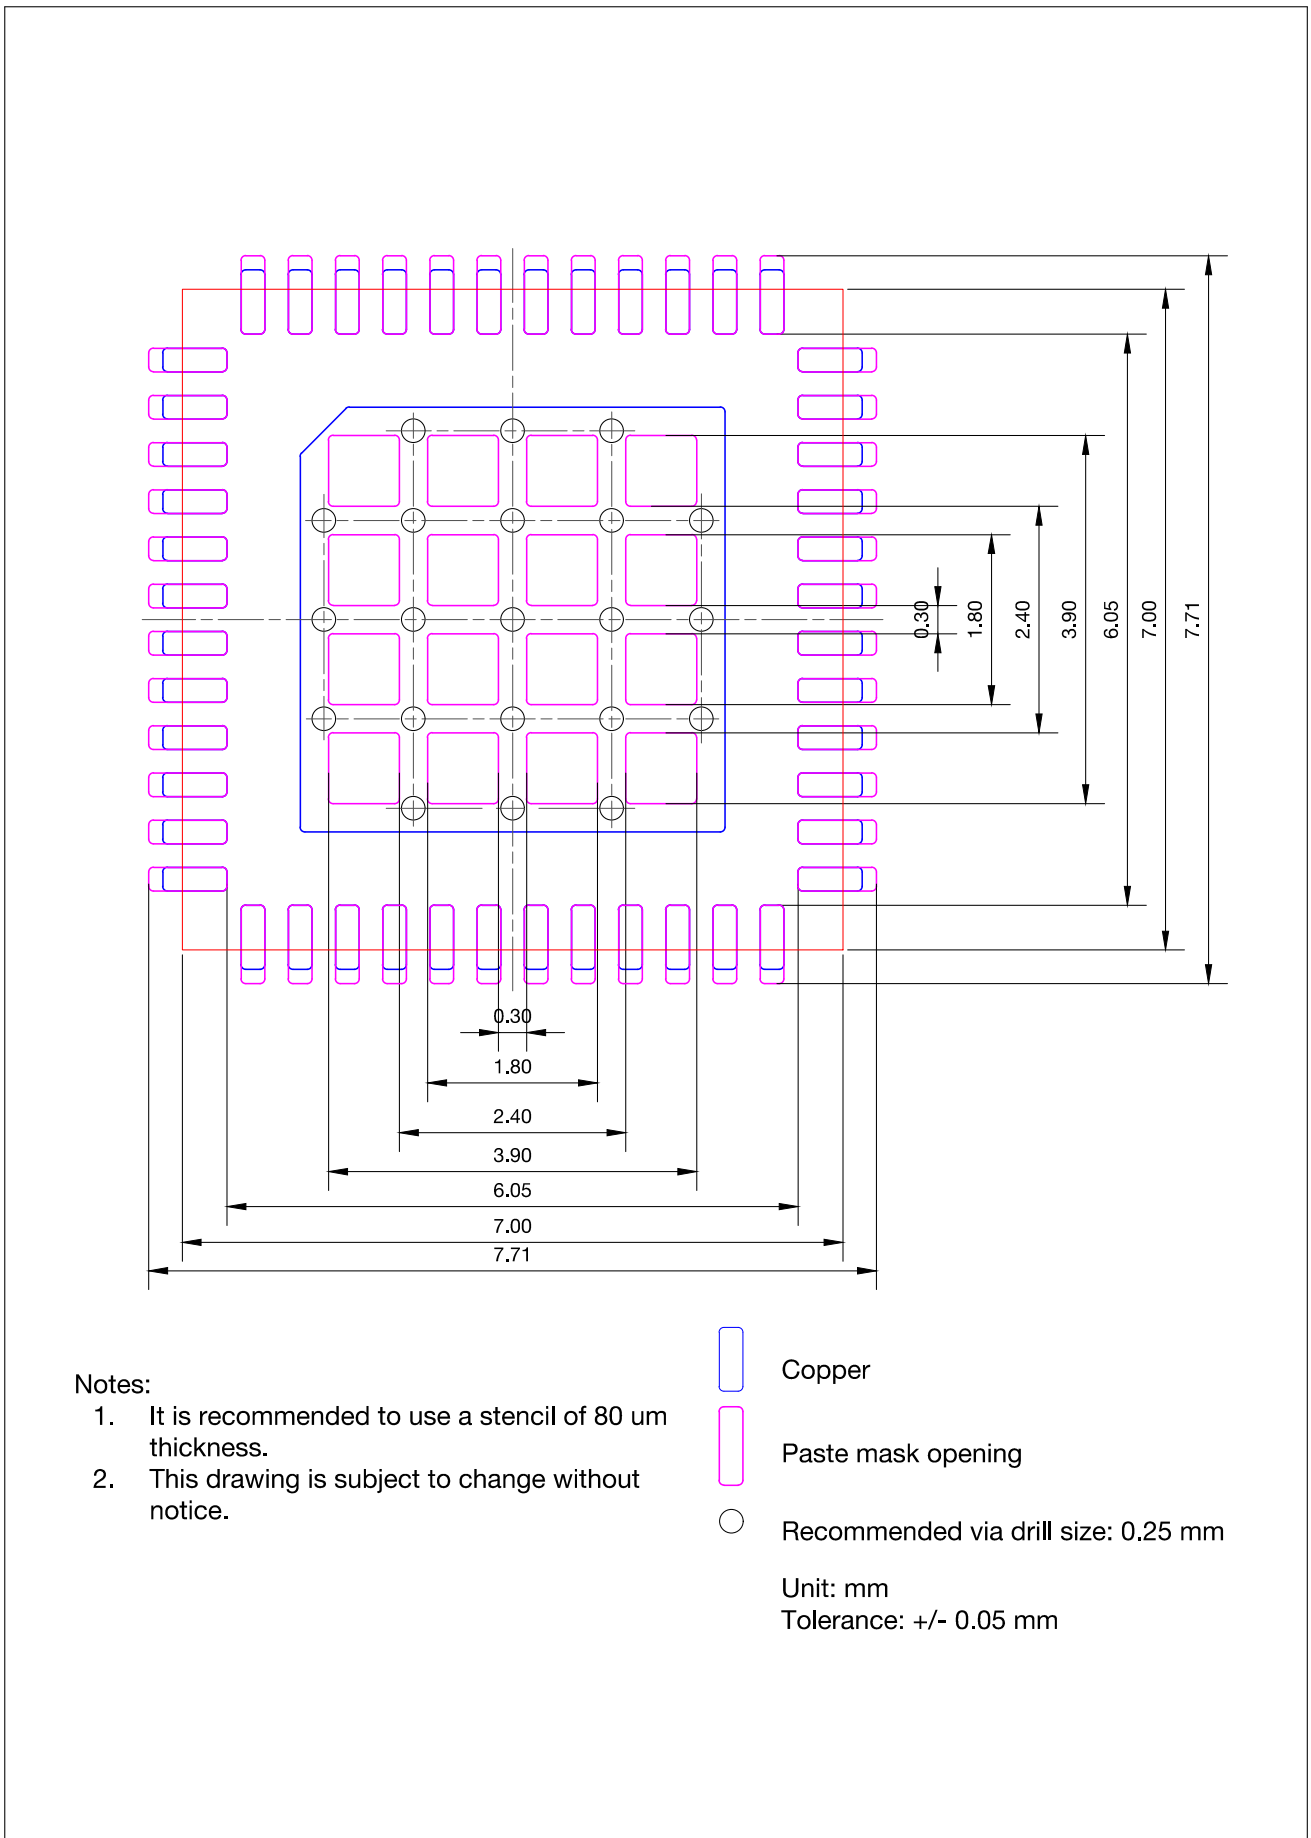 0.30
1.80
2.40
3.90
6.05
7.00
7.71
0.30
1.80
2.40
3.90
6.05
7.00
7.71
Notes:
1. It is recommended to use a stencil of 80 um
thickness.
2. This drawing is subject to change without
notice.
Copper
Paste mask opening
Recommended via drill size: 0.25 mm
Unit: mm
Tolerance: +/- 0.05 mm